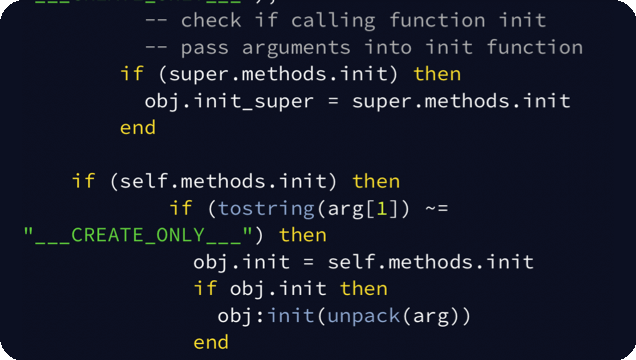 ___CREATE_ONLY___"))
-- check if calling function init
-- pass arguments into init function
if (super.methods.init) then
obj.init_super = super.methods.init
end
if (self.methods.init) then
if (tostring(arg[1]) ~=
"___CREATE_ONLY___") then
obj.init = self.methods.init
if obj.init then
obj:init(unpack(arg))
end